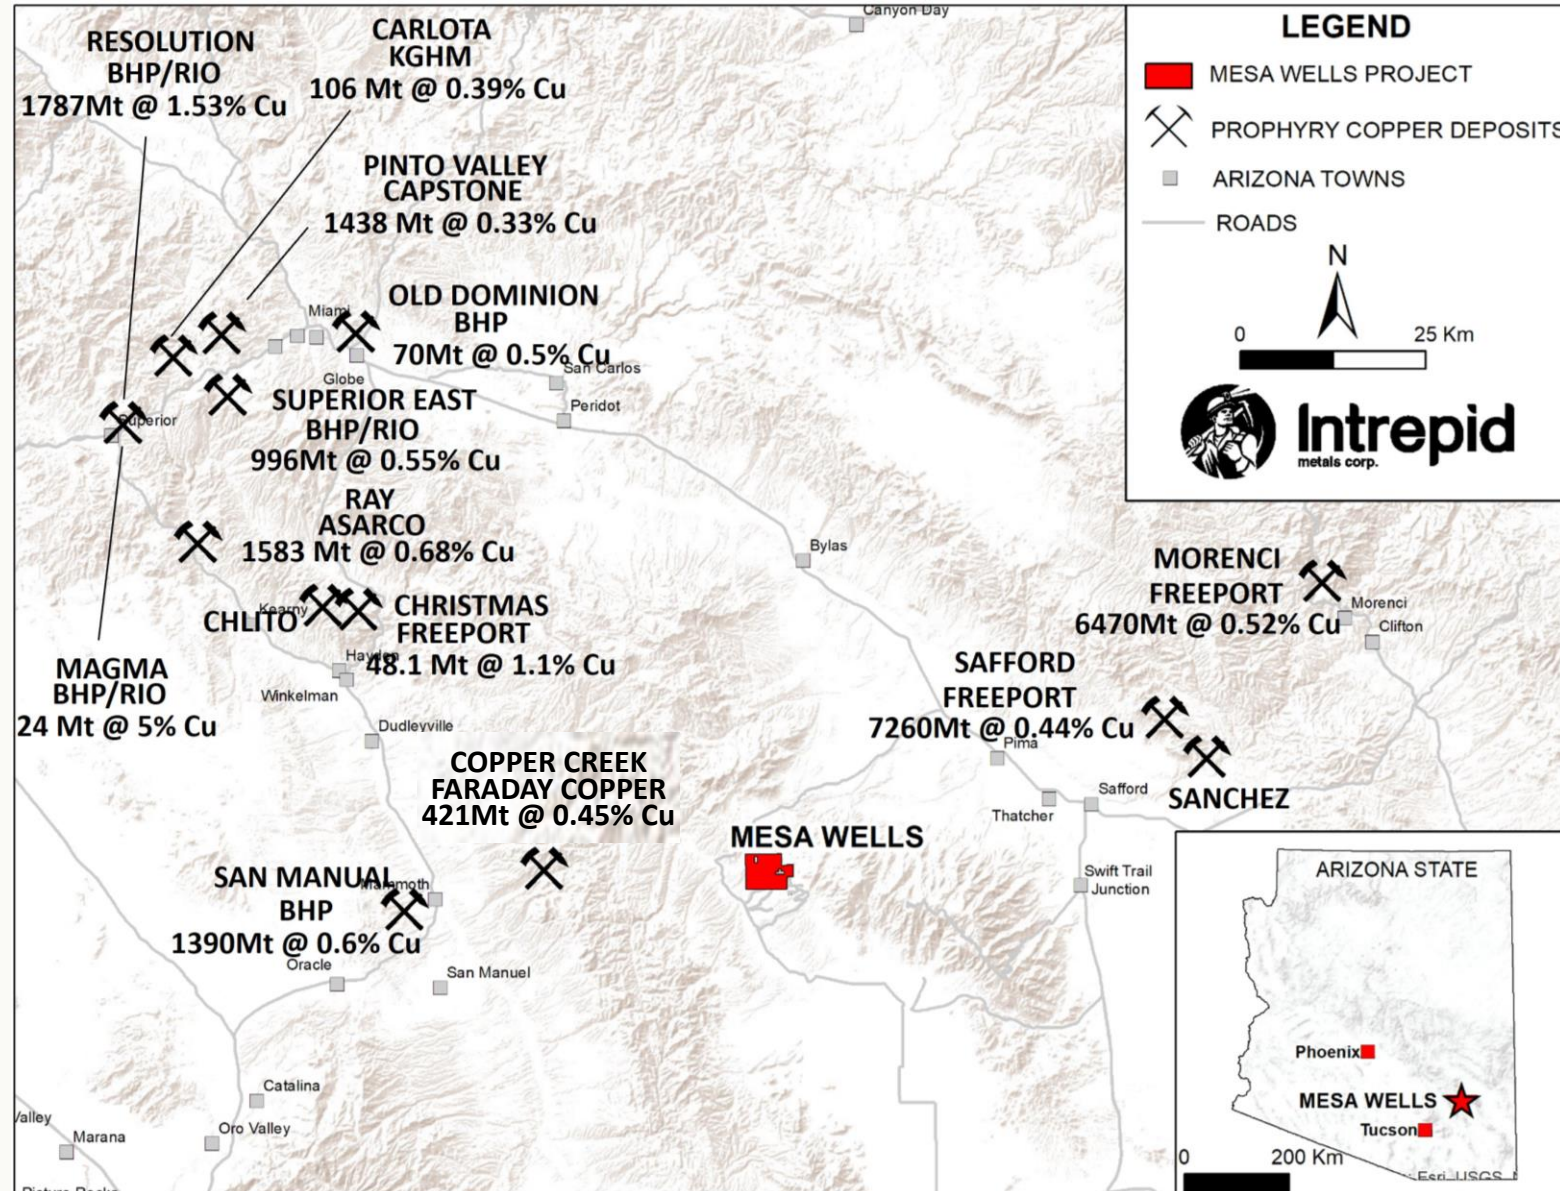 Canyon Day
RESOLUTION
BHP/RIO
1787Mt @ 1.53% Cu
CARLOTA
KGHM
106 Mt @ 0.39% Cu
PINTO VALLEY
CAPSTONE
1438 Mt @ 0.33% Cu
Miami
OLD DOMINION
BHP
70Mt @ 0.5% Cu
San Carlos
Globe
Peridot
Superior
SUPERIOR EAST
BHP/RIO
996Mt @ 0.55% Cu
RAY
ASARCO
1583 Mt @ 0.68% Cu
Bylas
Kearny
CHLITO
CHRISTMAS
FREEPORT
48.1 Mt @ 1.1% Cu
Hayden
Winkelman
MAGMA
BHP/RIO
24 Mt @ 5% Cu
Dudleyville
COPPER CREEK
FARADAY COPPER
421Mt @ 0.45% Cu
MORENCI
FREEPORT
6470Mt @ 0.52% Cu
Morenci
Clifton
SAFFORD
FREEPORT
7260Mt @ 0.44% Cu
Pima
SANCHEZ
Safford
Thatcher
MESA WELLS
Swift Trail
Junction
SAN MANUAL
Mammoth
BHP
1390Mt @ 0.6% Cu
Oracle
San Manuel
Catalina
Oro Valley
Valley
Marana
Picture Rocks
LEGEND
MESA WELLS PROJECT
PROPHYRY COPPER DEPOSITS
ARIZONA TOWNS
ROADS
N
0 25 Km
Intrepid
metals corp.
ARIZONA STATE
Phoenix
MESA WELLS
Tucson
0 200 Km
Esri, USGS